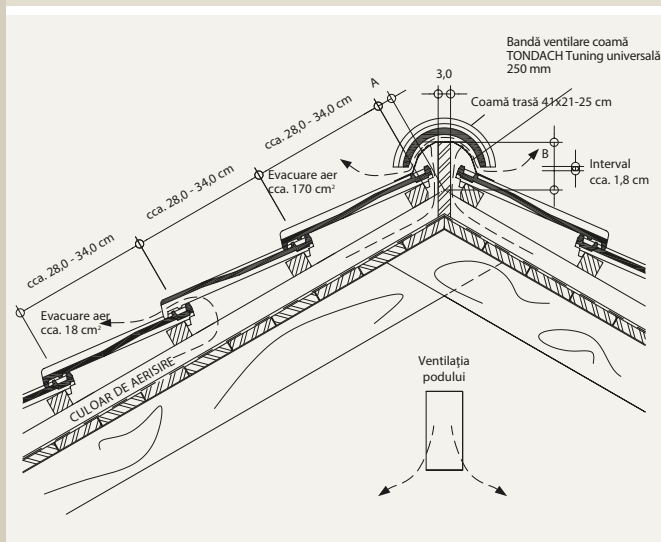 Bandă ventilare coamă
TONDACH Tuning universală
250 mm
A
3,0
Coamă trasă 41x21-25 cm
cca. 28,0 - 34,0 cm
B
Interval
cca. 1,8 cm
Evacuare aer
cca. 170 cm²
cca. 28,0 - 34,0 cm
cca. 28,0 - 34,0 cm
Evacuare aer
cca. 18 cm²
CULOAR DE AERISIRE
Ventilaţia
podului